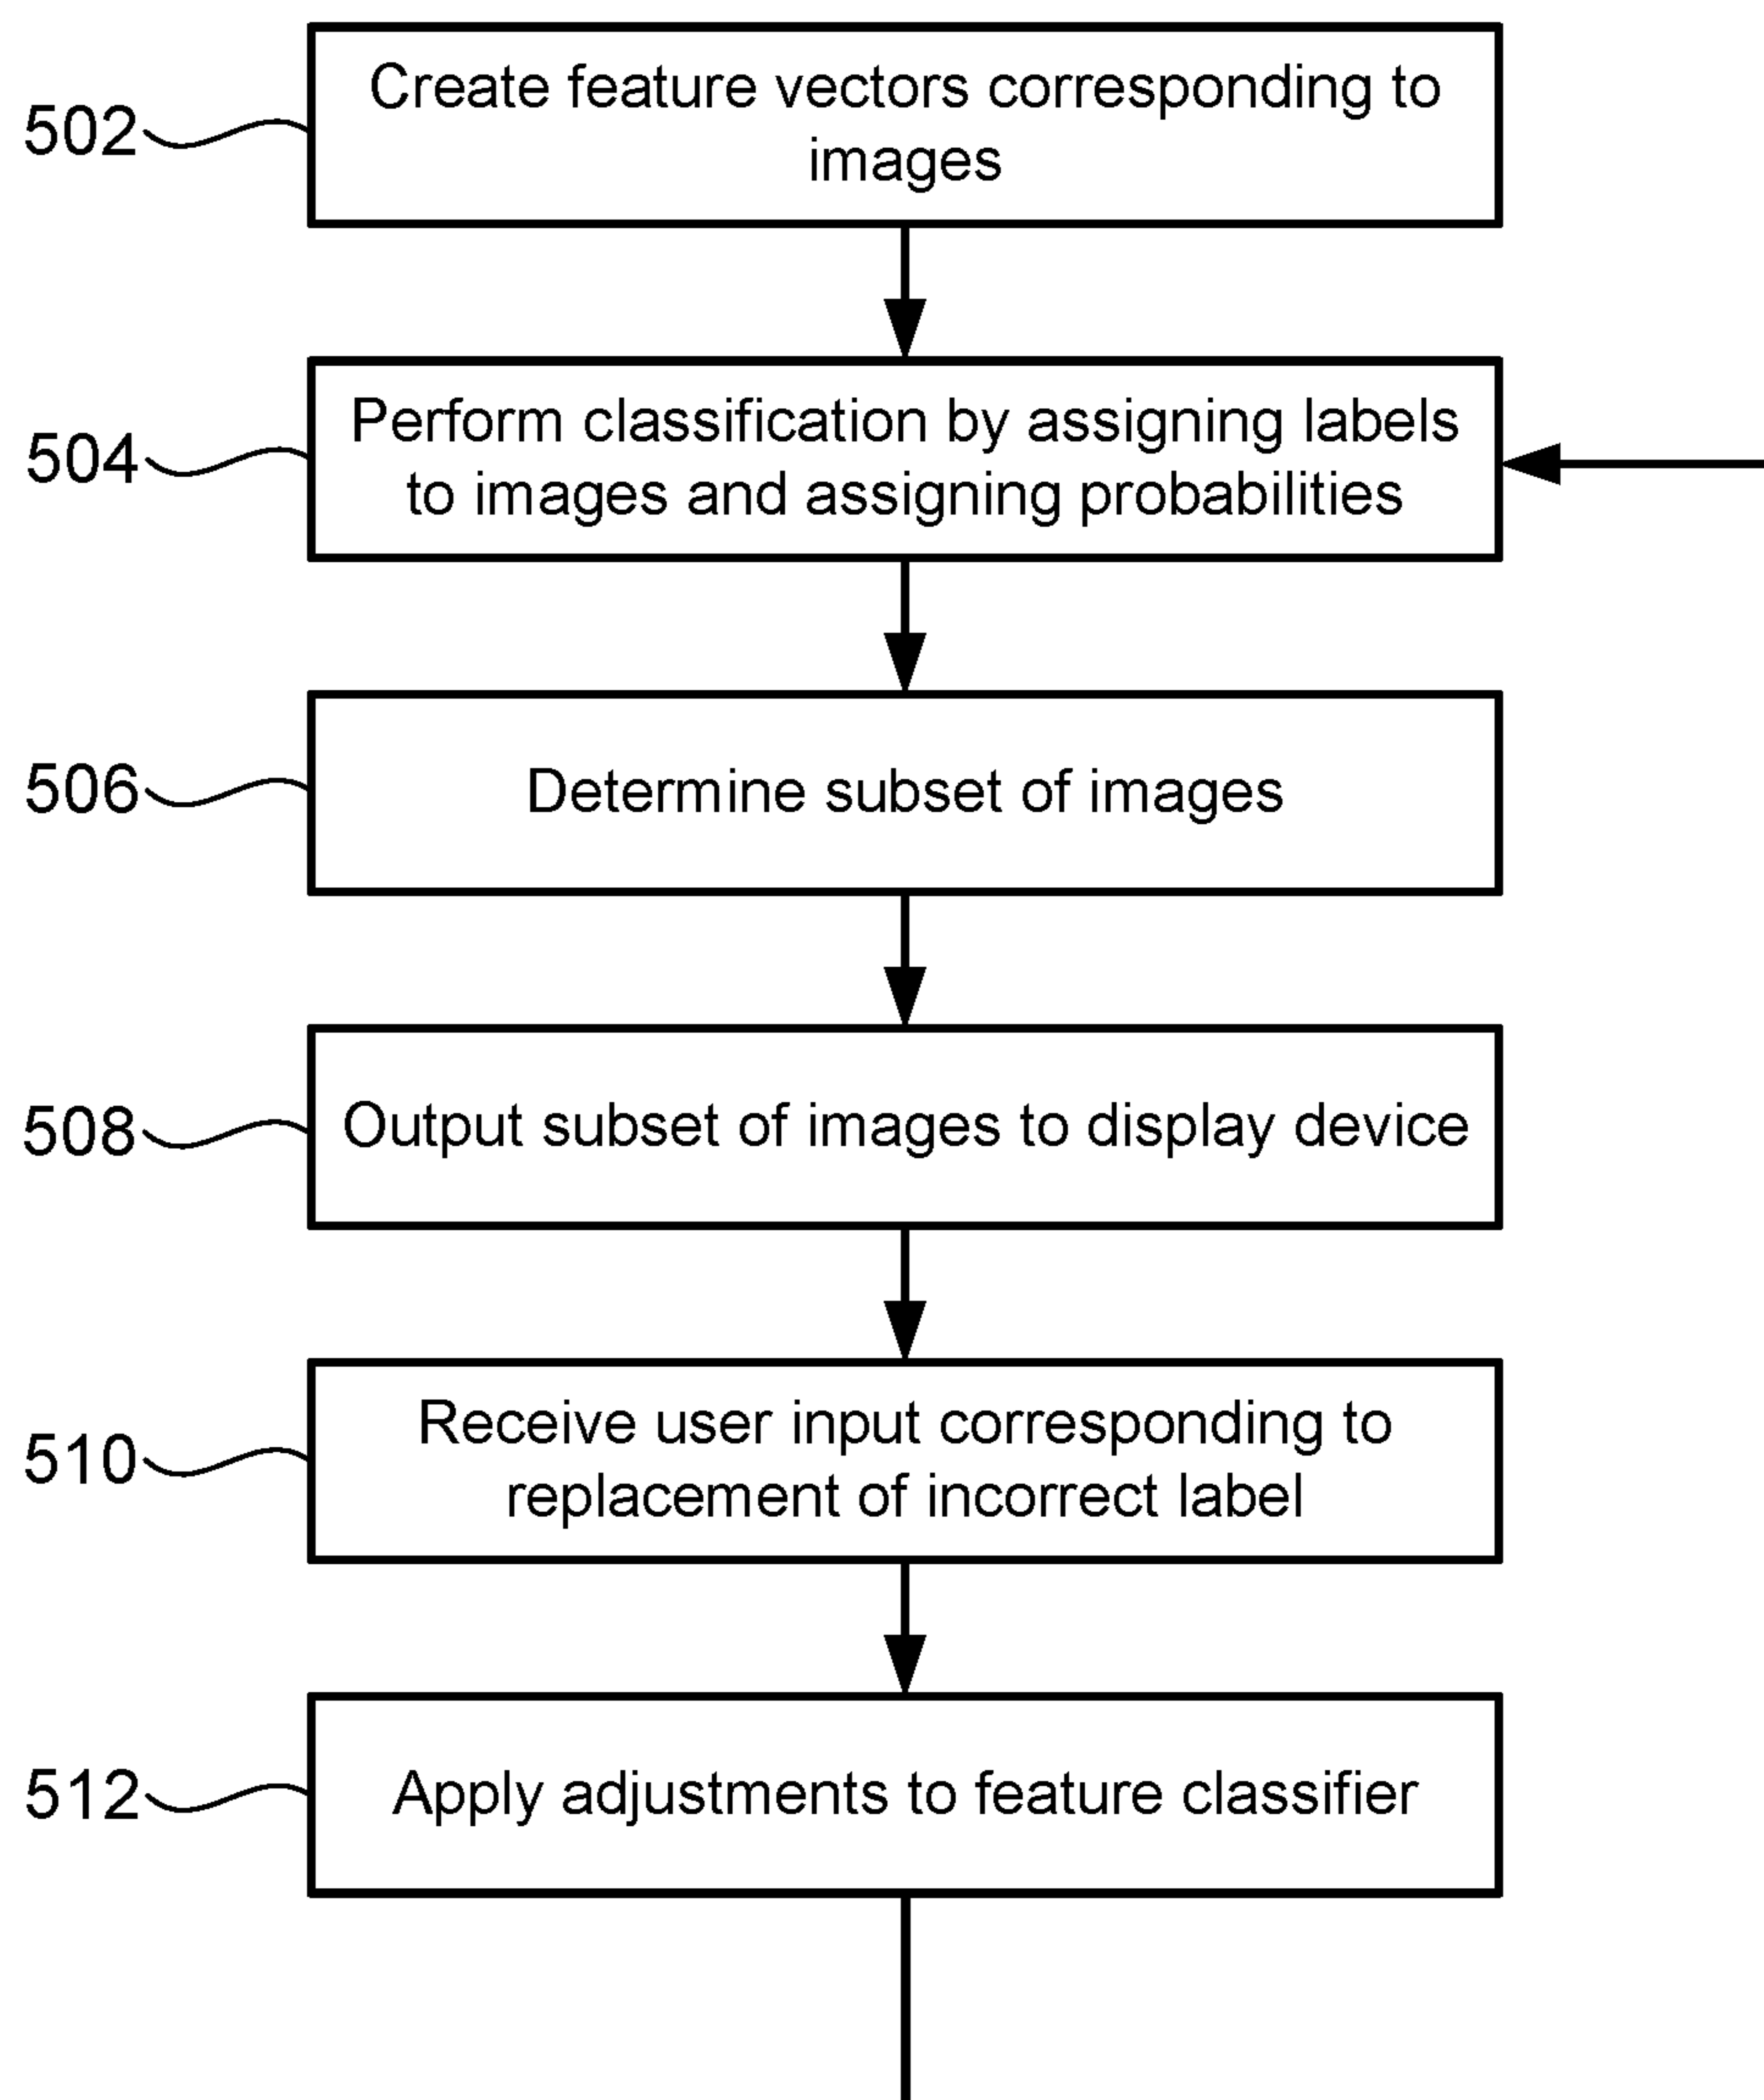 502
Create feature vectors corresponding to
images
504
Perform classification by assigning labels
to images and assigning probabilities
506
Determine subset of images
508
Output subset of images to display device
510
Receive user input corresponding to
replacement of incorrect label
512
Apply adjustments to feature classifier